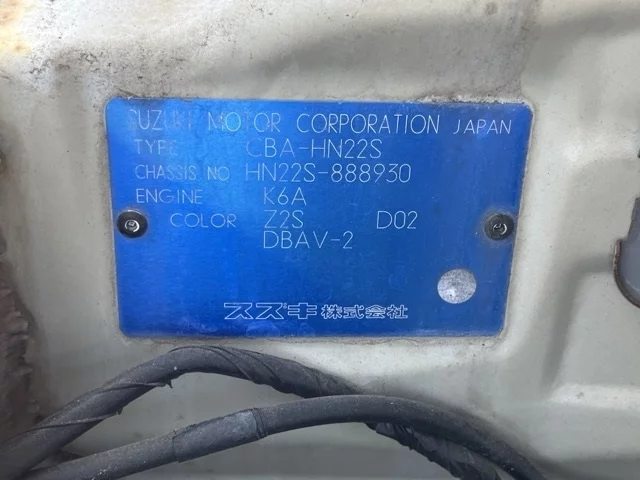 SUZUKI MOTOR CORPORATION JAPAN
TYPE CBA-HN22S
CHASSIS NO HN22S-888930
ENGINE K6A
COLOR Z2S D02
DBAV-2
スズキ株式会社